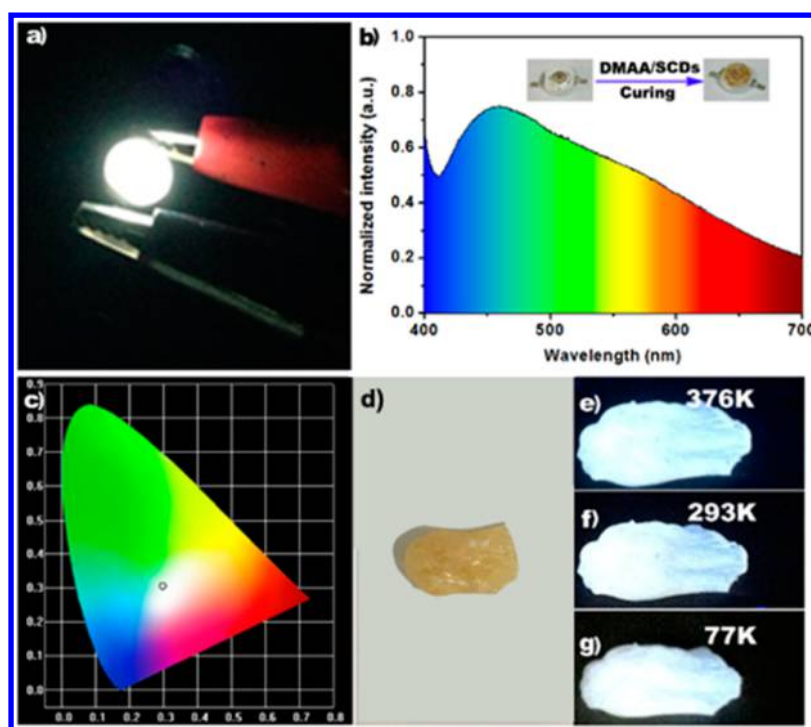 a)
b)
1.0
0.8
0.6
0.4
0.2
0.0
Normalized intensity (a.u.)
DMAA/SCDs
Curing
400
500
600
700
Wavelength (nm)
c)
0.9
0.8
0.7
0.6
0.5
0.4
0.3
0.2
0.1
0.0
0.0 0.1 0.2 0.3 0.4 0.5 0.6 0.7 0.8
d)
e)
376K
f)
293K
g)
77K